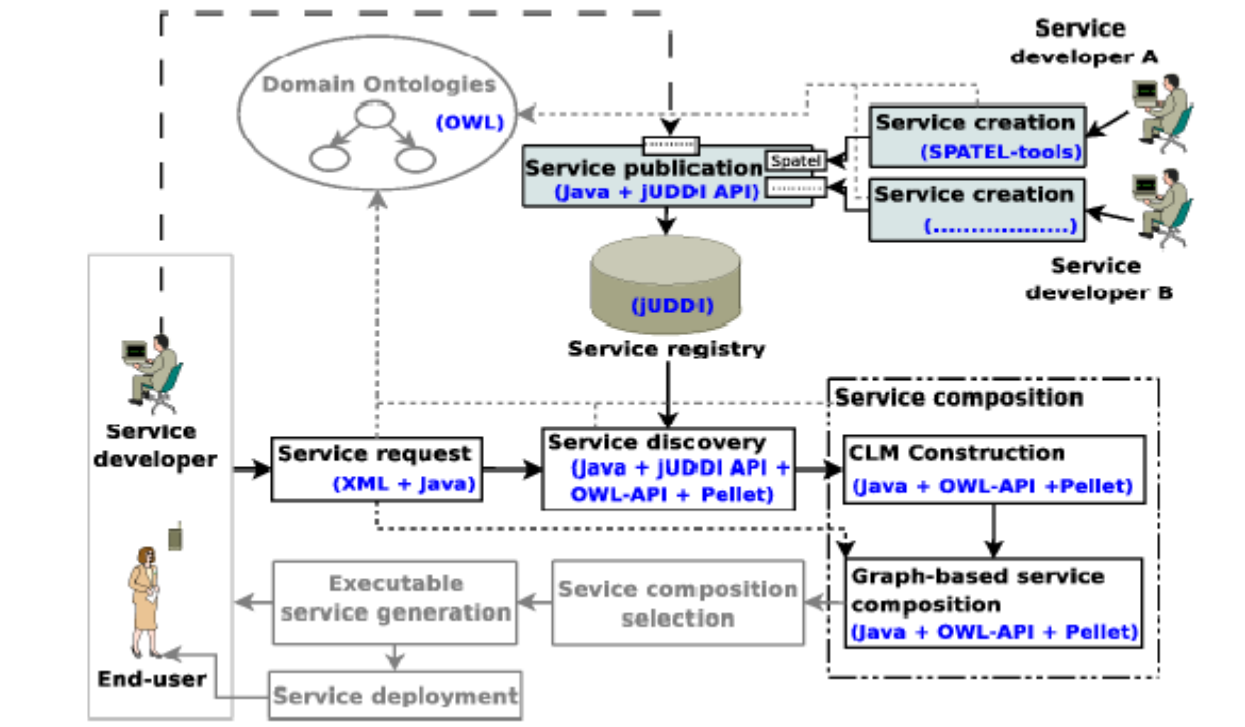 Service
developer A
Domain Ontologies
(OWL)
Service creation
(SPATEL-tools)
Service publication
(Java + jUDDI API)
Spatel
Service creation
(...................)
Service
developer B
(jUDDI)
Service registry
Service
developer
Service request
(XML + Java)
Service discovery
(Java + jUDDI API +
OWL-API + Pellet)
Service composition
CLM Construction
(Java + OWL-API +Pellet)
Graph-based service
composition
(Java + OWL-API + Pellet)
Sevice composition
selection
Executable
service generation
End-user
Service deployment